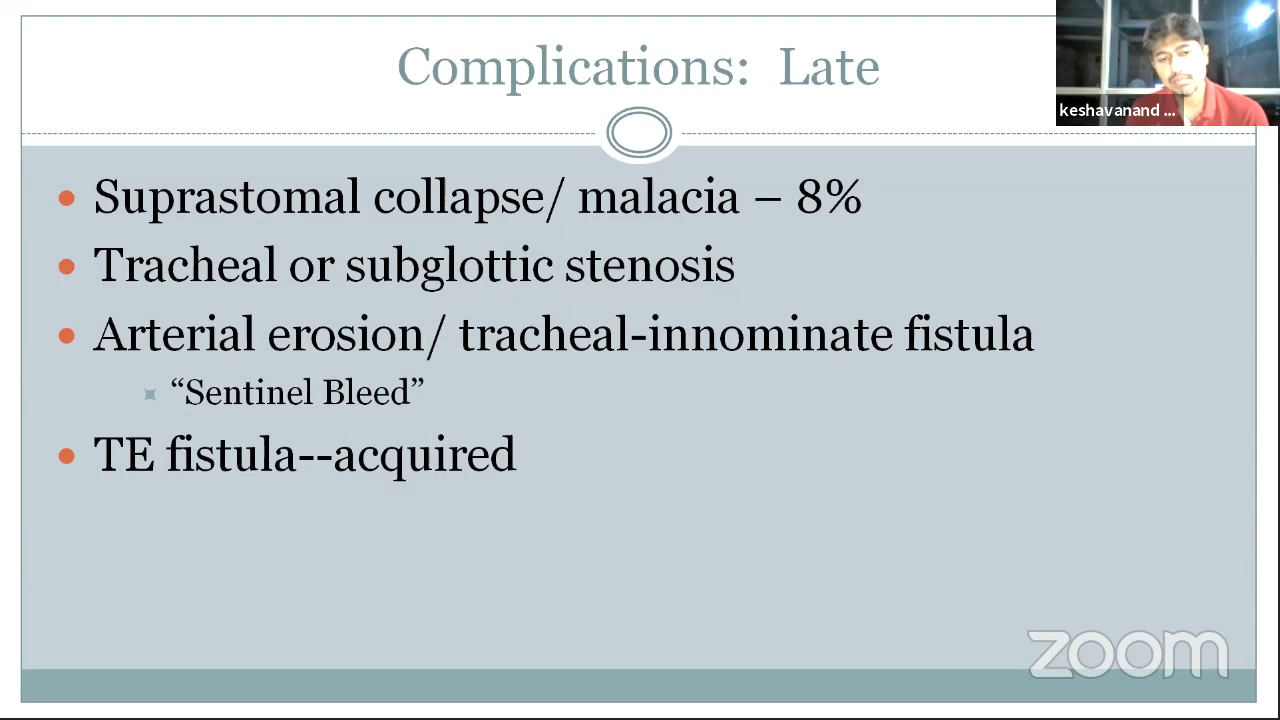 Complications: Late
keshavanand ...
Suprastomal collapse/ malacia – 8%
Tracheal or subglottic stenosis
Arterial erosion/ tracheal-innominate fistula
“Sentinel Bleed”
TE fistula--acquired
zoom